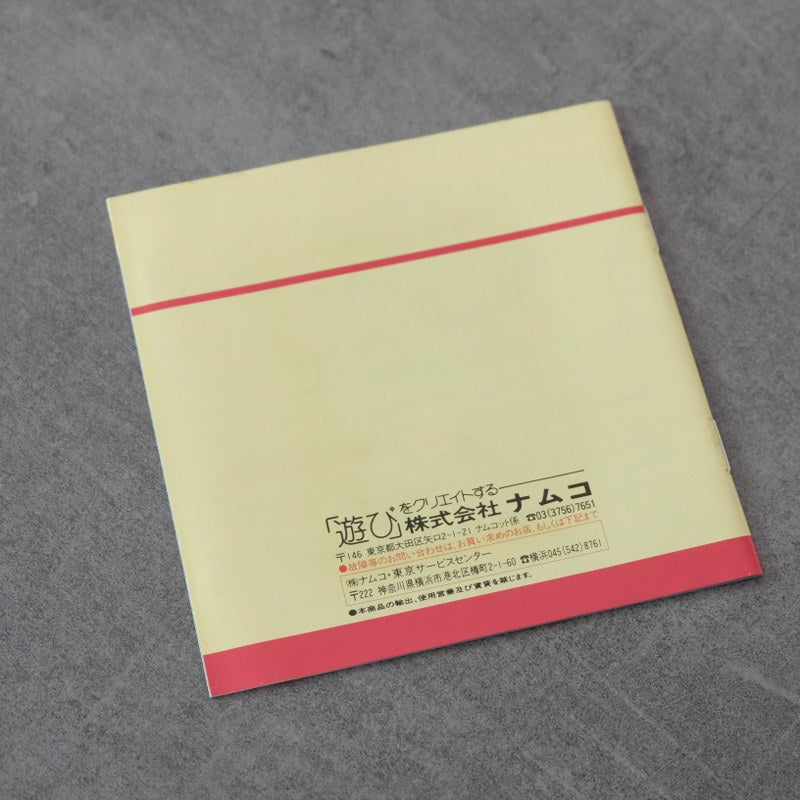 「遊び」をクリエイトする
株式会社ナムコ
〒146 東京都大田区矢口2-1-21 ナムコット係 ☎03(3756)7651
●故障等のお問い合わせは、お買い求めのお店、もしくは下記まで
㈱ナムコ・東京サービスセンター
〒222 神奈川県横浜市港北区樽町2-1-60 ☎横浜045(542)8761
●本商品の輸出、使用営業及び賃貸を禁じます。